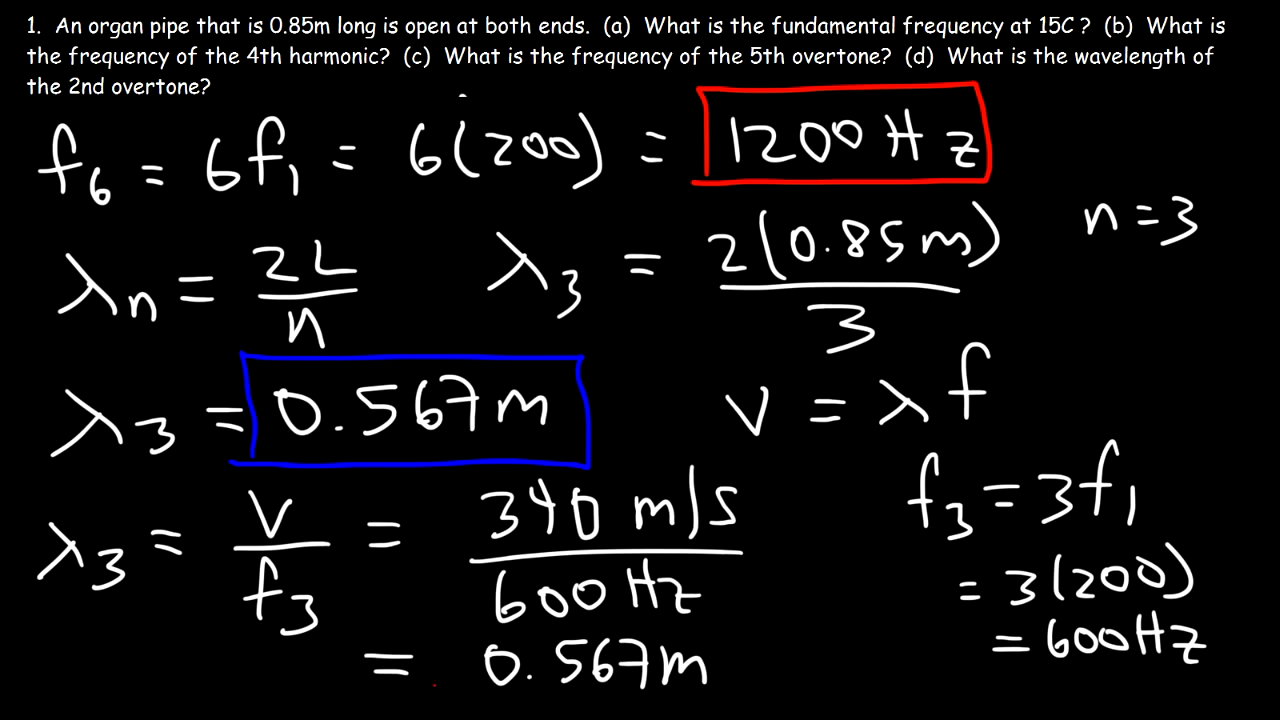 1. An organ pipe that is 0.85m long is open at both ends. (a) What is the fundamental frequency at 15C ? (b) What is
the frequency of the 4th harmonic? (c) What is the frequency of the 5th overtone? (d) What is the wavelength of
the 2nd overtone?
f₆ = 6f₁ = 6(200) = 1200 Hz
n = 3
λn = 2L/n λ₃ = 2(0.85m)/3
λ₃ = 0.567m
v = λf
λ₃ = v/f₃ = 340 m/s / 600 Hz
= 0.567m
f₃ = 3f₁
= 3(200)
= 600Hz